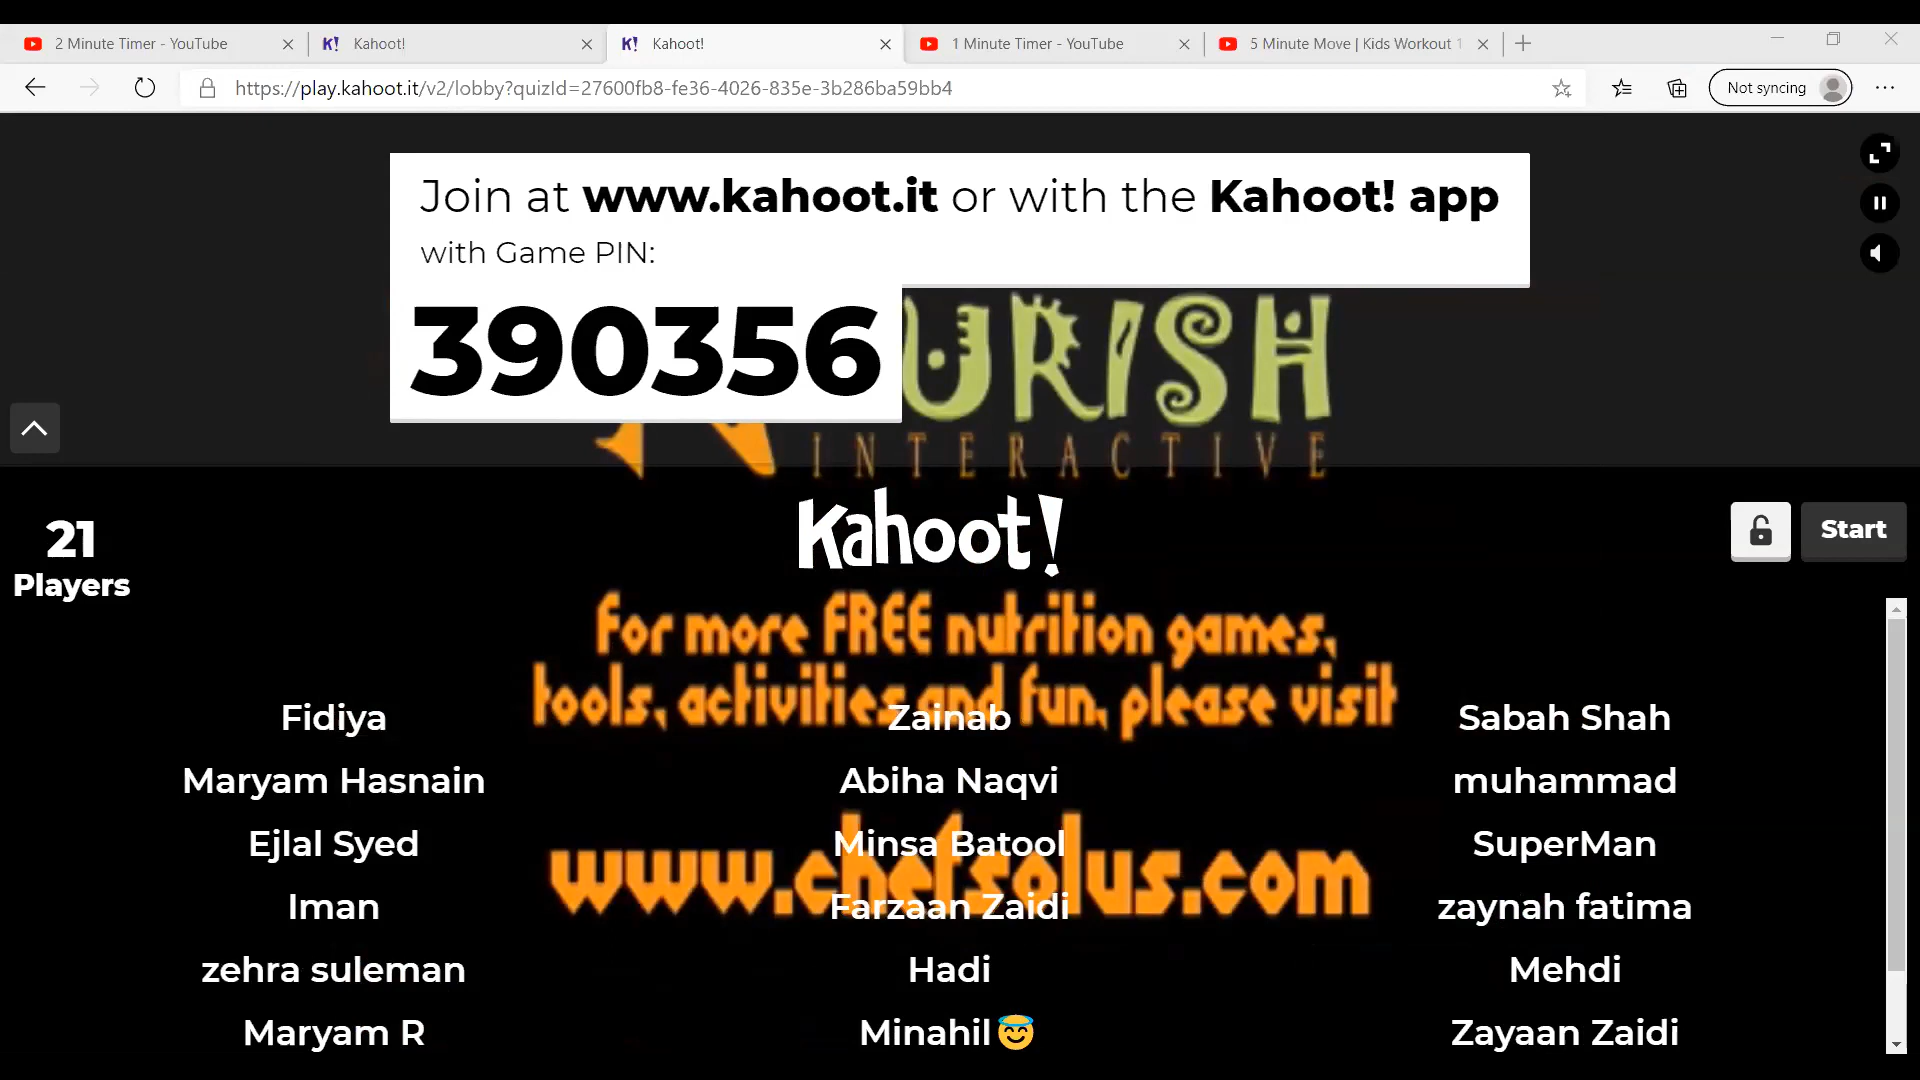 2 Minute Timer - YouTube
Kahoot!
Kahoot!
1 Minute Timer - YouTube
5 Minute Move | Kids Workout 1
https://play.kahoot.it/v2/lobby?quizId=27600fb8-fe36-4026-835e-3b286ba59bb4
Not syncing
Join at www.kahoot.it or with the Kahoot! app
with Game PIN:
390356
URISH
INTERACTIVE
21
Players
Kahoot!
Start
For more FREE nutrition games,
tools, activities and fun, please visit
Fidiya
Zainab
Sabah Shah
Maryam Hasnain
Abiha Naqvi
muhammad
Ejlal Syed
Minsa Batool
SuperMan
www.chefsolus.com
Iman
Farzaan Zaidi
zaynah fatima
zehra suleman
Hadi
Mehdi
Maryam R
Minahil😇
Zayaan Zaidi